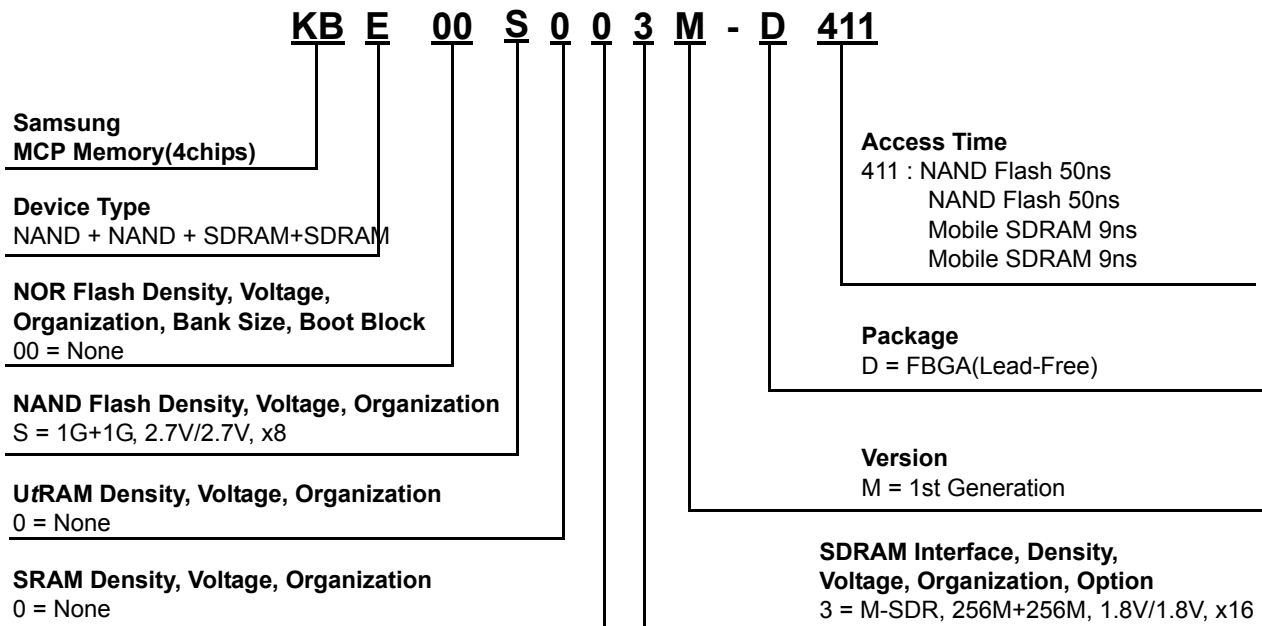 KB E 00 S 0 0 3 M - D 411
Samsung
MCP Memory(4chips)
Device Type
NAND + NAND + SDRAM+SDRAM
NOR Flash Density, Voltage,
Organization, Bank Size, Boot Block
00 = None
NAND Flash Density, Voltage, Organization
S = 1G+1G, 2.7V/2.7V, x8
UtRAM Density, Voltage, Organization
0 = None
SRAM Density, Voltage, Organization
0 = None
Access Time
411 : NAND Flash 50ns
NAND Flash 50ns
Mobile SDRAM 9ns
Mobile SDRAM 9ns
Package
D = FBGA(Lead-Free)
Version
M = 1st Generation
SDRAM Interface, Density,
Voltage, Organization, Option
3 = M-SDR, 256M+256M, 1.8V/1.8V, x16